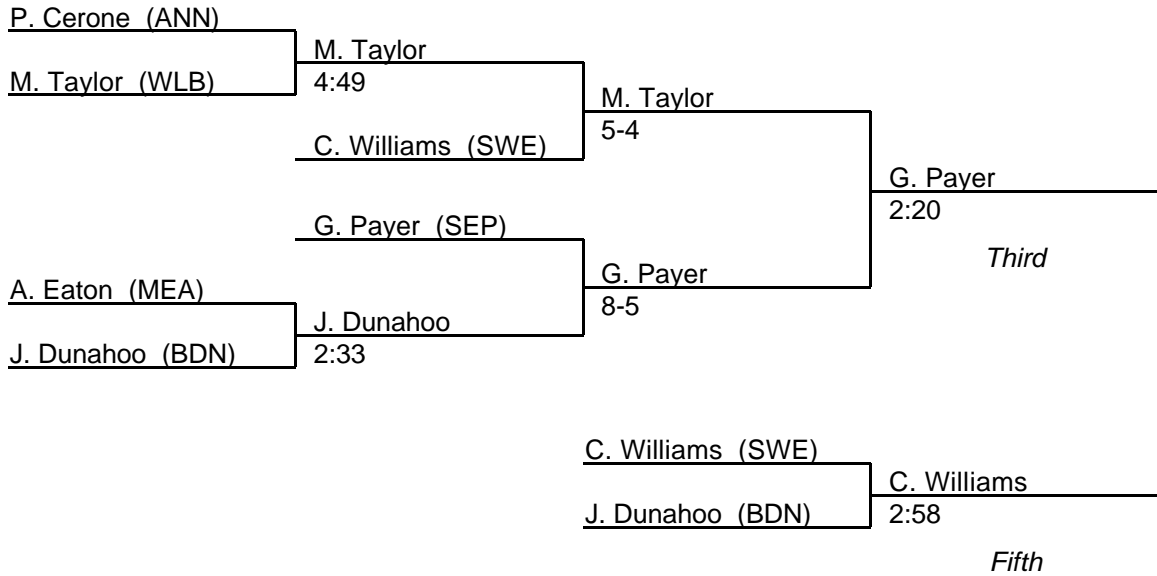 P. Cerone (ANN)
M. Taylor
M. Taylor (WLB)
4:49
M. Taylor
5-4
C. Williams (SWE)
G. Payer
2:20
G. Payer (SEP)
Third
G. Payer
A. Eaton (MEA)
8-5
J. Dunahoo
J. Dunahoo (BDN)
2:33
C. Williams (SWE)
C. Williams
J. Dunahoo (BDN)
2:58
Fifth